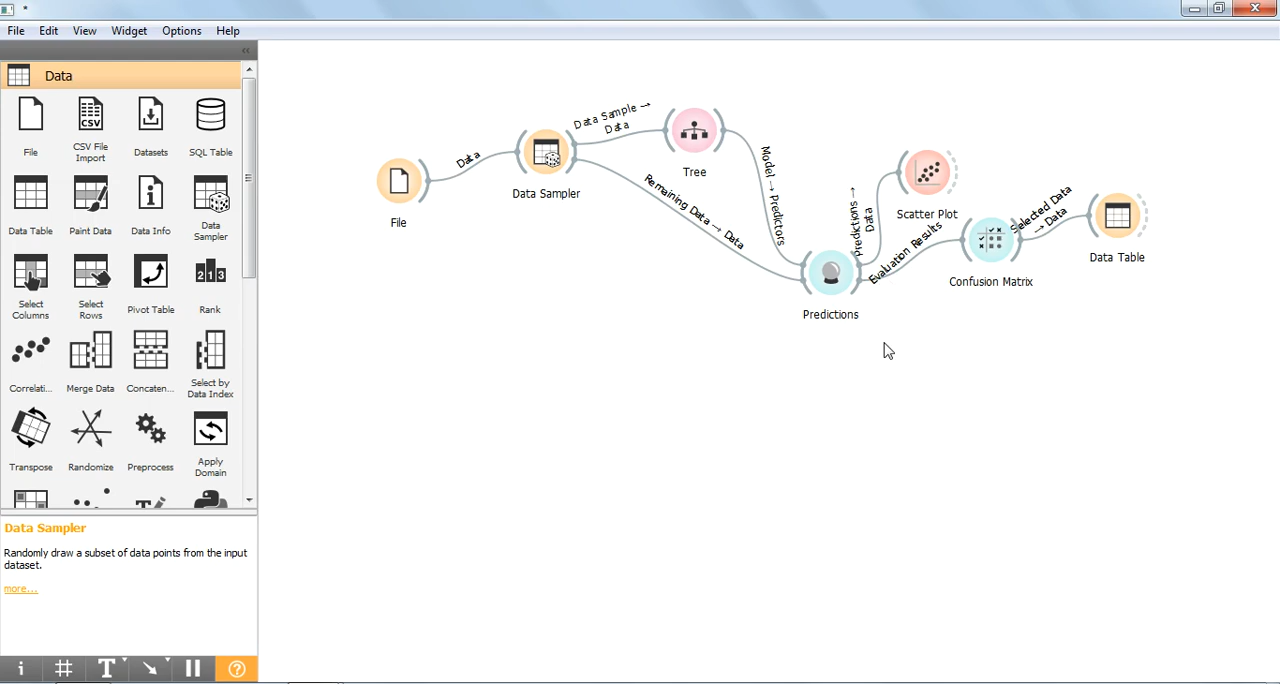 *
File Edit View Widget Options Help
«
Data
File
CSV File
Import
Datasets
SQL Table
Data Table
Paint Data
Data Info
Data
Sampler
Select
Columns
Select
Rows
Pivot Table
Rank
Correlati...
Merge Data
Concaten...
Select by
Data Index
Transpose
Randomize
Preprocess
Apply
Domain
Data Sampler
Randomly draw a subset of data points from the input
dataset.
more...
File
Data
Data Sampler
Data Sample →
Data
Tree
Remaining Data → Data
Model → Predictors
Predictions
Predictions →
Data
Scatter Plot
Evaluation Results
Confusion Matrix
Selected Data
→ Data
Data Table